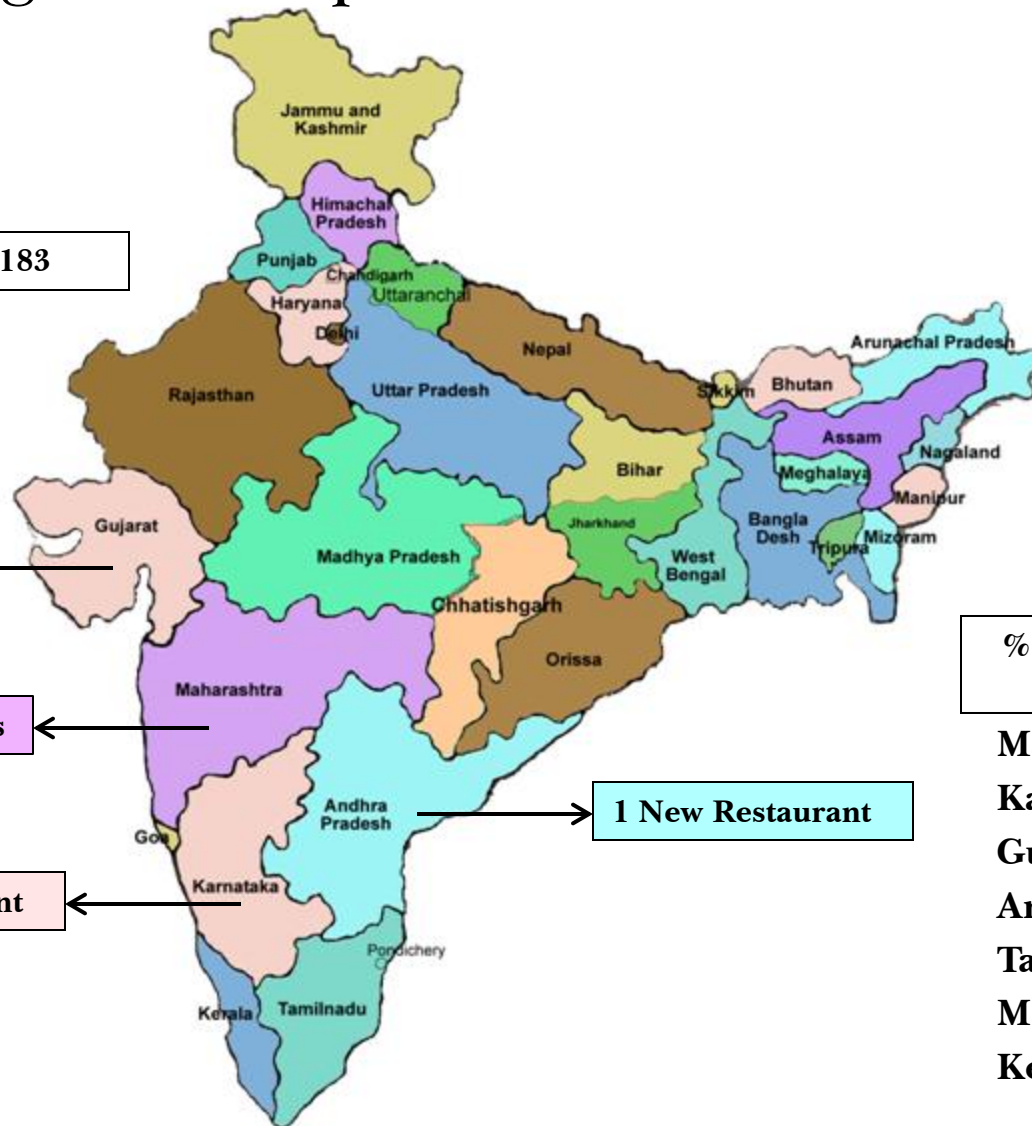 Jammu and
Kashmir
Himachal
Pradesh
183
Punjab
Chandigarh
Uttaranchal
Haryana
Delhi
Nepal
Arunachal Pradesh
Sikkim
Bhutan
Rajasthan
Uttar Pradesh
Assam
Nagaland
Bihar
Meghalaya
Manipur
Gujarat
Jharkhand
Bangla
Desh
Tripura
Mizoram
Madhya Pradesh
West
Bengal
Chhatishgarh
Orissa
%
Maharashtra
s
M
Ka
Andhra
Pradesh
1 New Restaurant
Goa
Gu
Karnataka
nt
Ar
Pondichery
Ta
Kerala
Tamilnadu
M
Ke